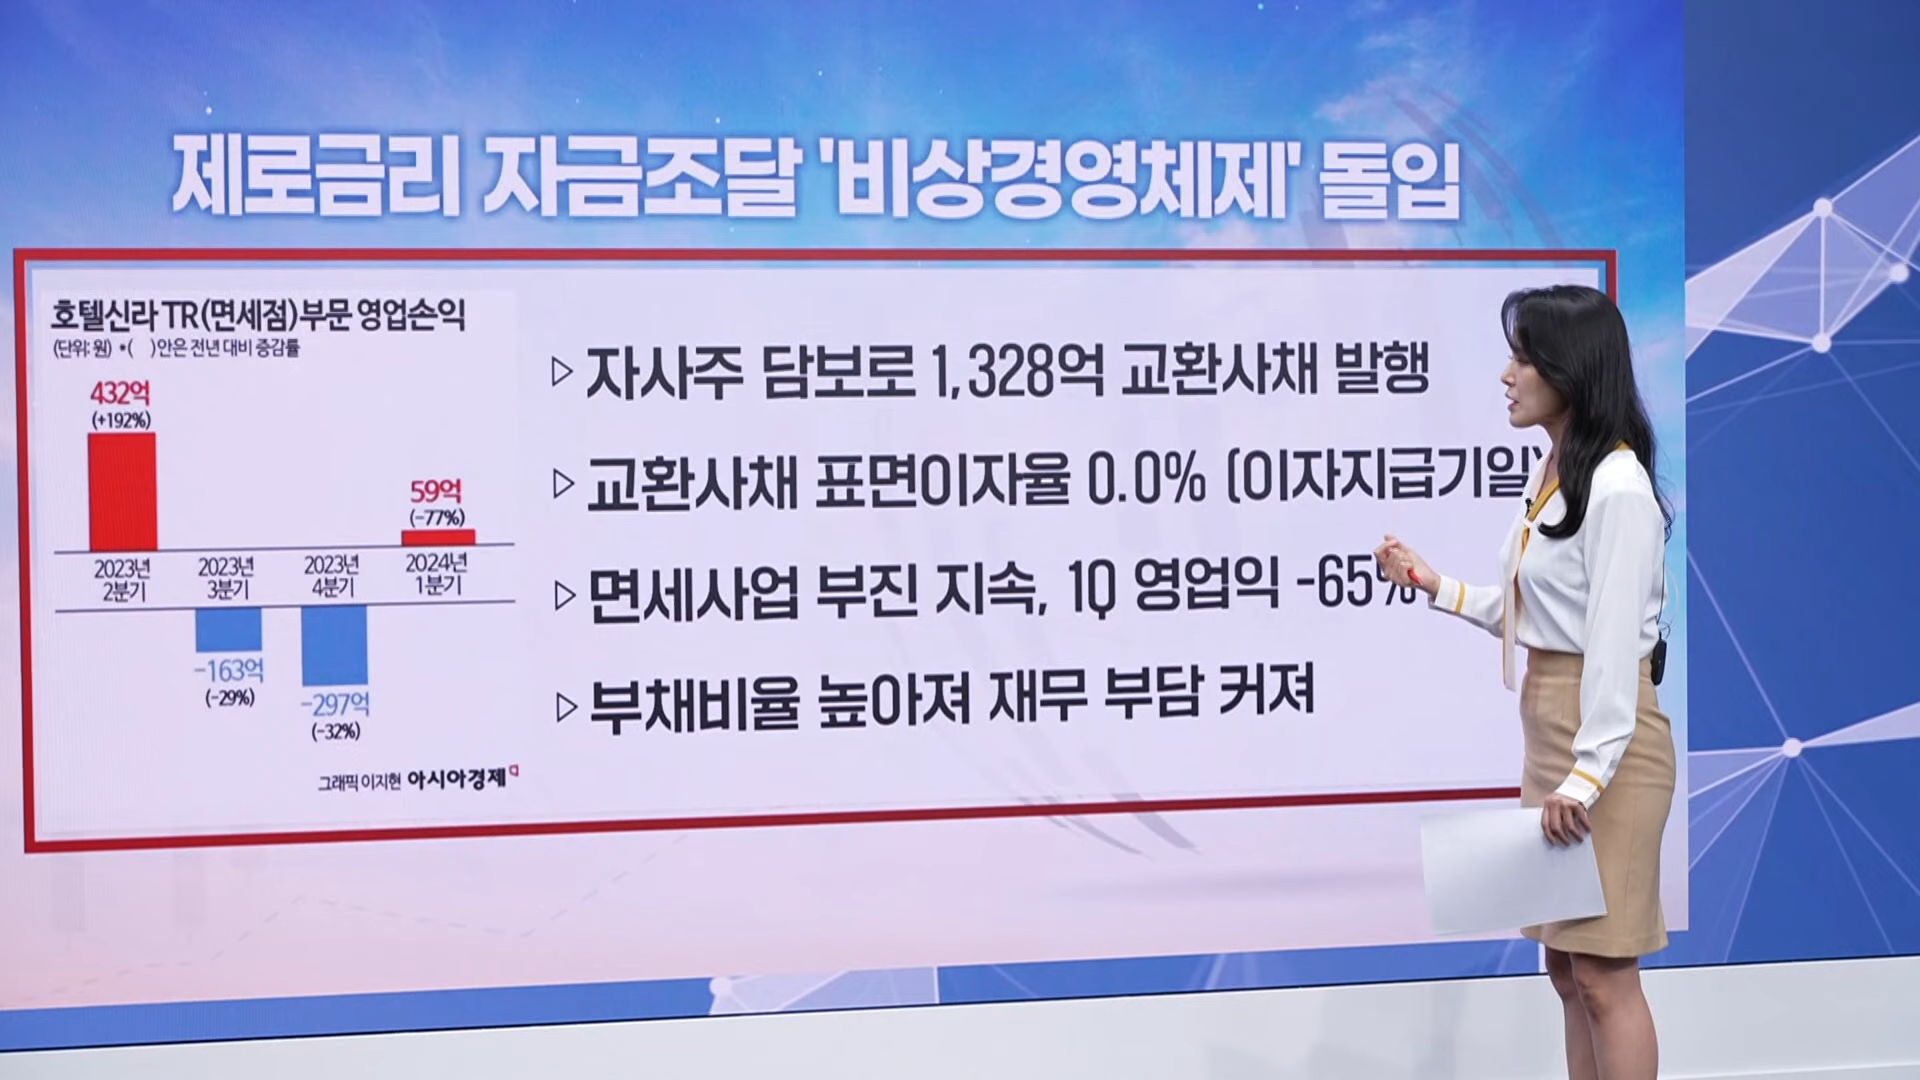 제로금리 자금조달 '비상경영체제' 돌입
호텔신라 TR(면세점)부문 영업손익
(단위: 원) *( )안은 전년 대비 증감률
432억
(+192%)
59억
(-77%)
2023년
2분기
2023년
3분기
2023년
4분기
2024년
1분기
-163억
(-29%)
-297억
(-32%)
그래픽 이지현 아시아경제
▷ 자사주 담보로 1,328억 교환사채 발행
▷ 교환사채 표면이자율 0.0% (이자지급기일
▷ 면세사업 부진 지속, 1Q 영업익 -65%
▷ 부채비율 높아져 재무 부담 커져